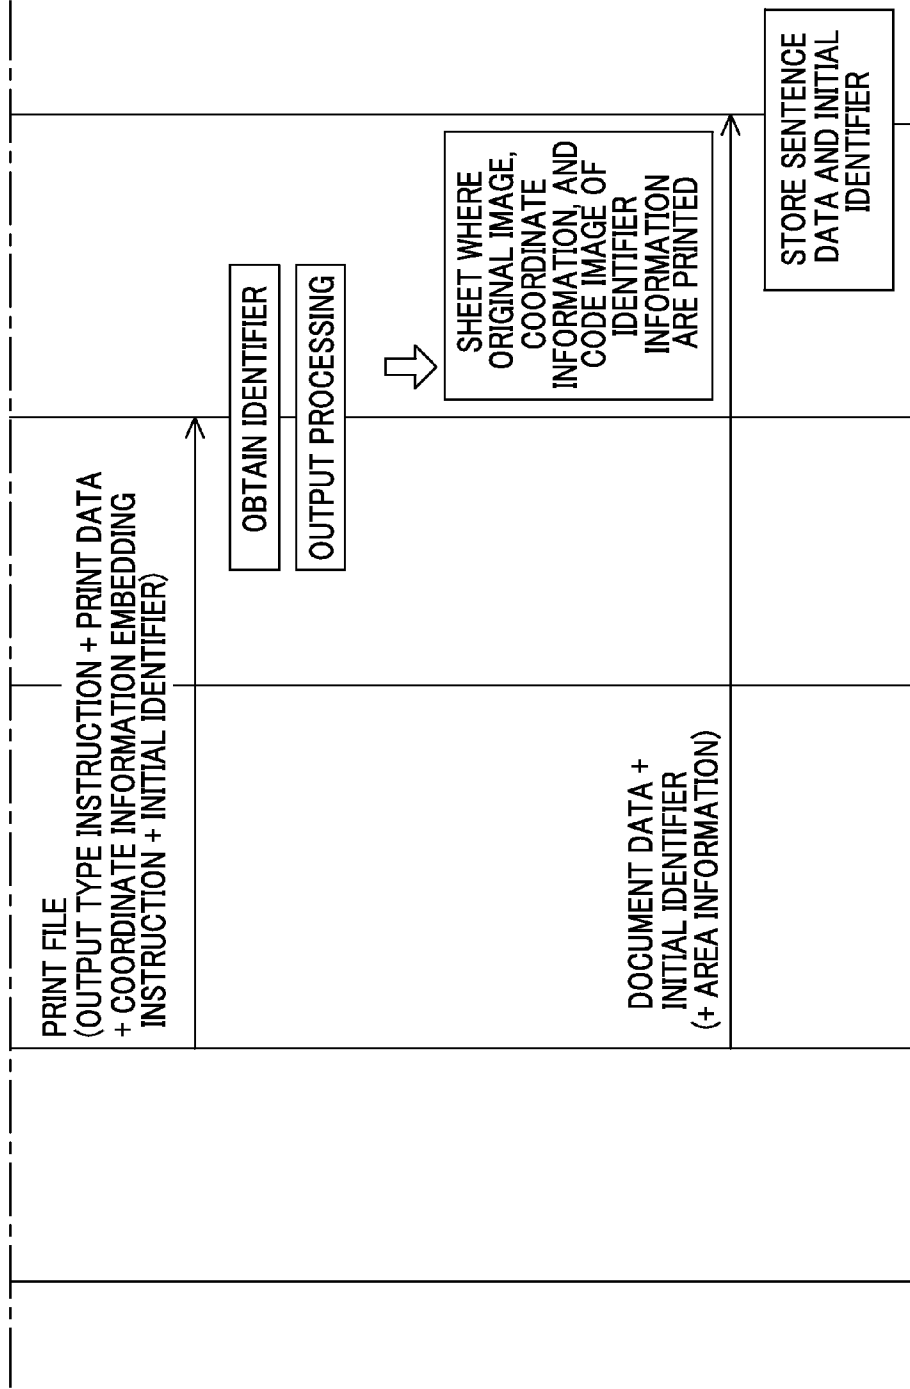 PRINT FILE
(OUTPUT TYPE INSTRUCTION + PRINT DATA
+ COORDINATE INFORMATION EMBEDDING
INSTRUCTION + INITIAL IDENTIFIER)
OBTAIN IDENTIFIER
OUTPUT PROCESSING
SHEET WHERE
ORIGINAL IMAGE,
COORDINATE
INFORMATION, AND
CODE IMAGE OF
IDENTIFIER
INFORMATION
ARE PRINTED
DOCUMENT DATA +
INITIAL IDENTIFIER
(+ AREA INFORMATION)
STORE SENTENCE
DATA AND INITIAL
IDENTIFIER